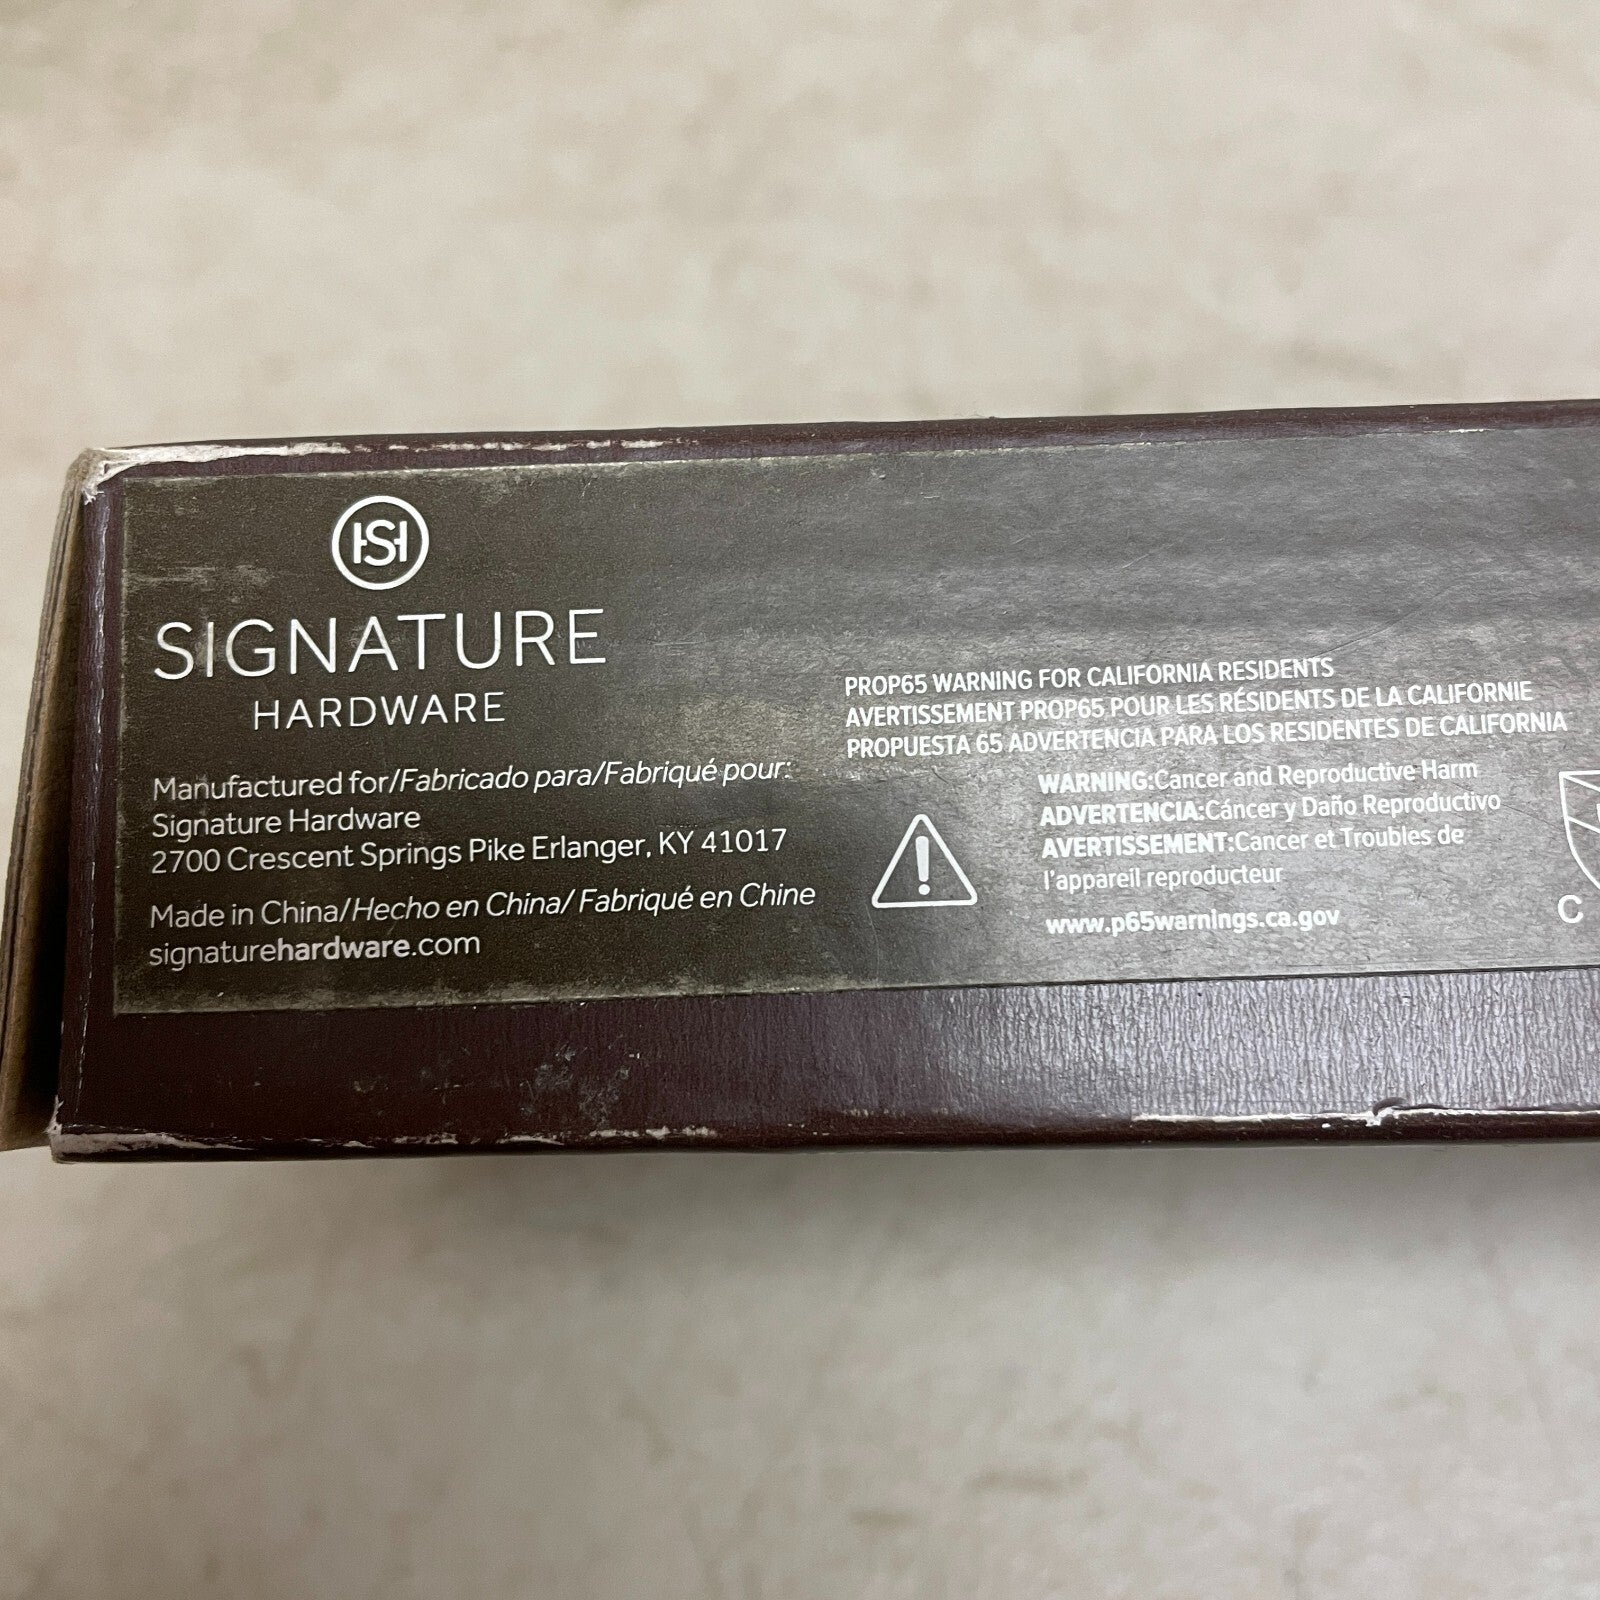 SH
SIGNATURE
HARDWARE
Manufactured for/Fabricado para/Fabriqué pour:
Signature Hardware
2700 Crescent Springs Pike Erlanger, KY 41017
Made in China/Hecho en China/ Fabriqué en Chine
signaturehardware.com
PROP65 WARNING FOR CALIFORNIA RESIDENTS
AVERTISSEMENT PROP65 POUR LES RÉSIDENTS DE LA CALIFORNIE
PROPUESTA 65 ADVERTENCIA PARA LOS RESIDENTES DE CALIFORNIA
WARNING:Cancer and Reproductive Harm
ADVERTENCIA:Cáncer y Daño Reproductivo
AVERTISSEMENT:Cancer et Troubles de
l'appareil reproducteur
www.p65warnings.ca.gov
C